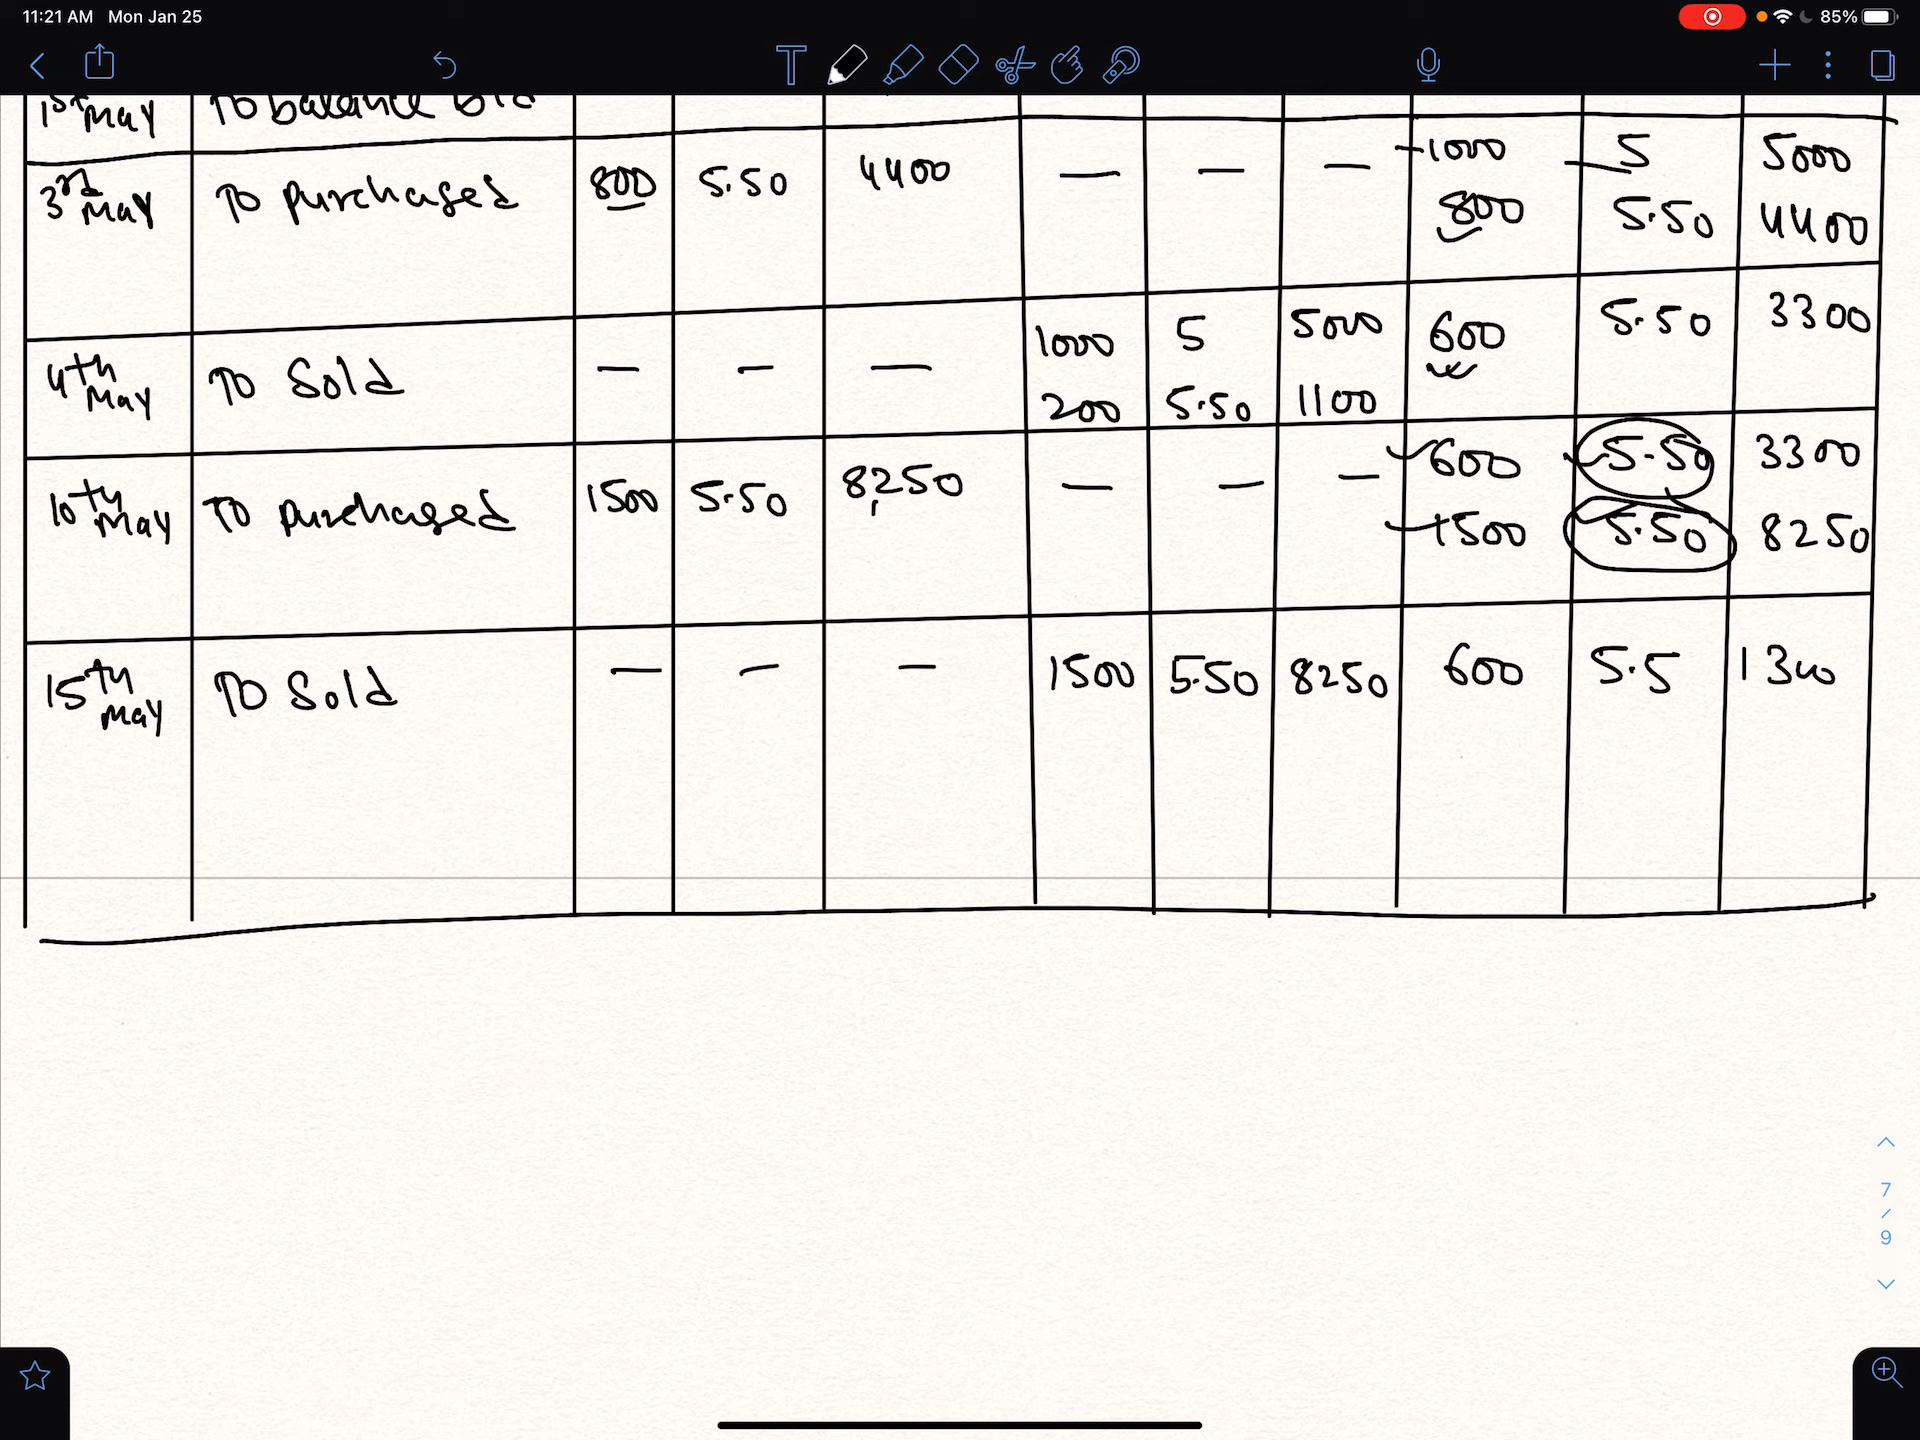 11:21 AM Mon Jan 25
85%
1st May To balance b/d
3rd May To purchased 800 5.50 4400 — — — 1000 5 5000
800 5.50 4400
4th May To Sold — — — 1000 5 5000 600 5.50 3300
200 5.50 1100
10th May To purchased 1500 5.50 8,250 — — — 600 5.50 3300
1500 5.50 8250
15th May To Sold — — — 1500 5.50 8250 600 5.5 1300
7
/
9